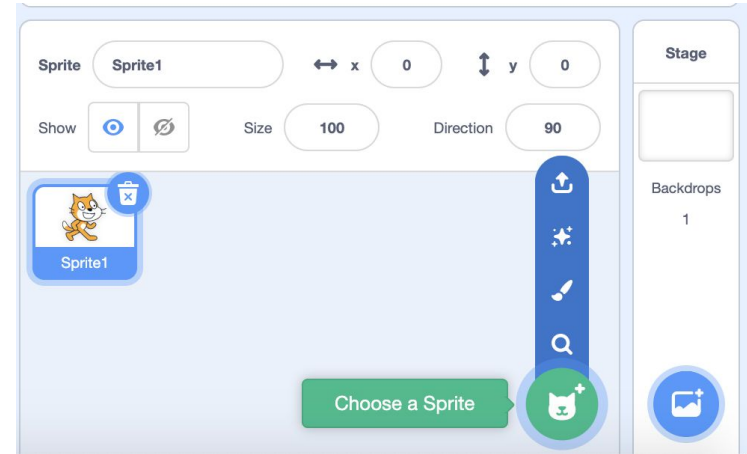 Sprite Sprite1 x 0 y 0
Show Size 100 Direction 90
Sprite1
Choose a Sprite
Stage
Backdrops
1